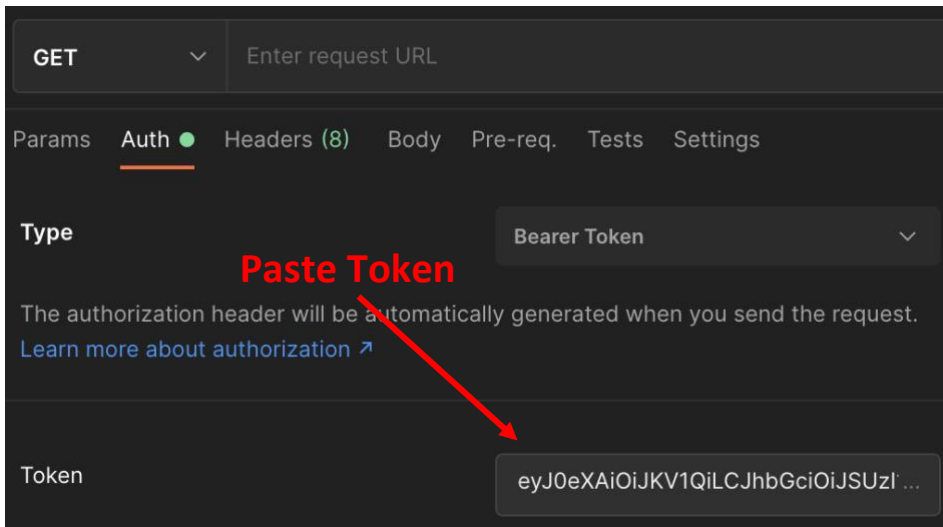 GET Enter request URL
Params Auth Headers (8) Body Pre-req. Tests Settings
Type Bearer Token
Paste Token
The authorization header will be automatically generated when you send the request.
Learn more about authorization ↗
Token eyJ0eXAiOiJKV1QiLCJhbGciOiJSUzI...